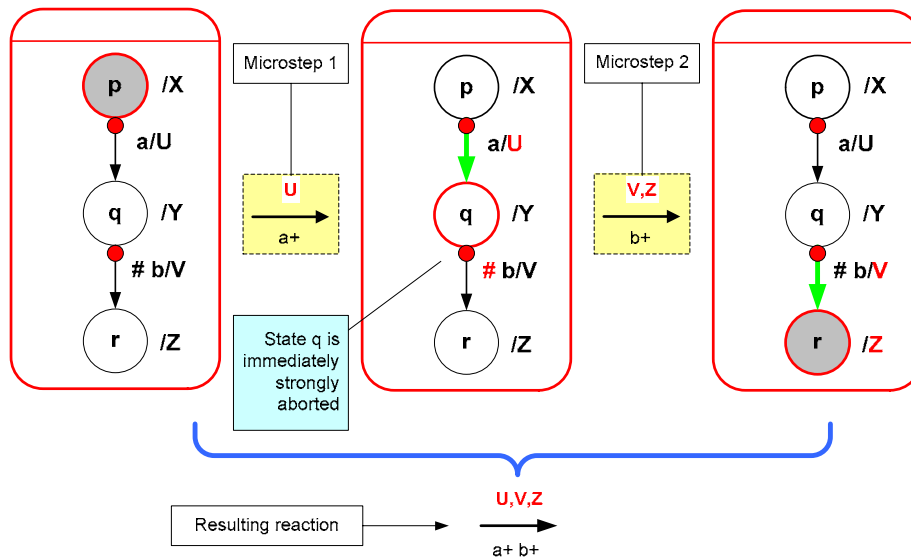 p
/X
a/U
q
/Y
# b/V
r
/Z
Microstep 1
U
a+
p
/X
a/U
q
/Y
# b/V
r
/Z
State q is
immediately
strongly
aborted
Microstep 2
V,Z
b+
p
/X
a/U
q
/Y
# b/V
r
/Z
Resulting reaction
U,V,Z
a+ b+